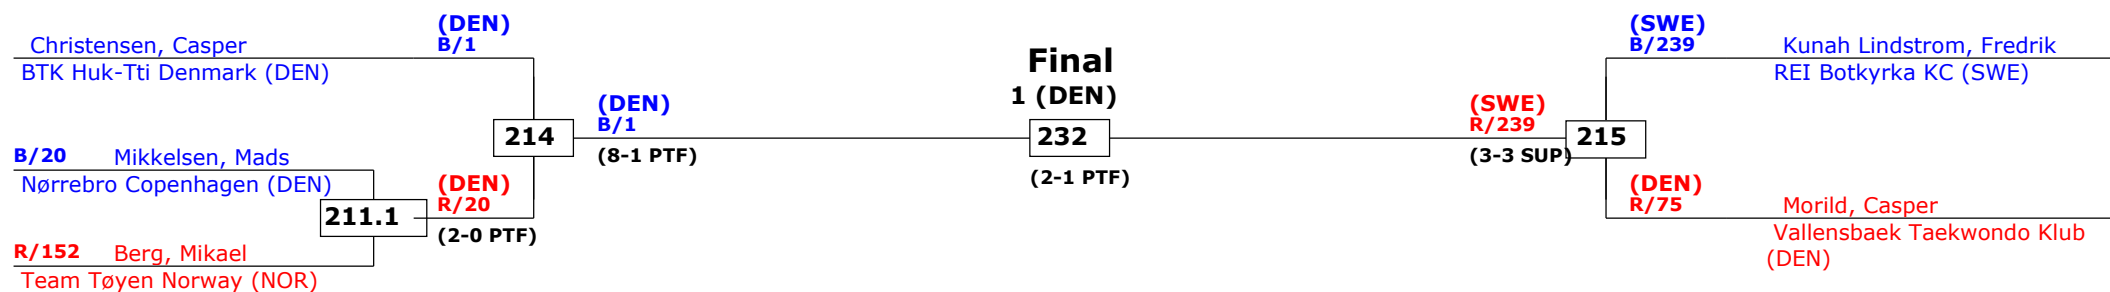 (DEN)
B/1
Christensen, Casper
BTK Huk-Tti Denmark (DEN)
214
(DEN)
B/1
(8-1 PTF)
B/20 Mikkelsen, Mads
Nørrebro Copenhagen (DEN)
211.1
(DEN)
R/20
(2-0 PTF)
R/152 Berg, Mikael
Team Tøyen Norway (NOR)
Final
1 (DEN)
232
(2-1 PTF)
(SWE)
R/239
(3-3 SUP)
215
(SWE)
B/239
Kunah Lindstrom, Fredrik
REI Botkyrka KC (SWE)
(DEN)
R/75
Morild, Casper
Vallensbaek Taekwondo Klub
(DEN)